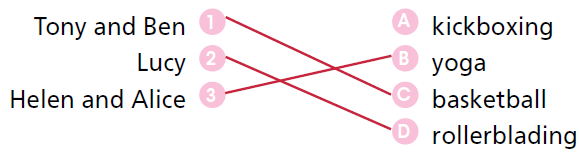 Tony and Ben 1 A kickboxing
Lucy 2 B yoga
Helen and Alice 3 C basketball
D rollerblading